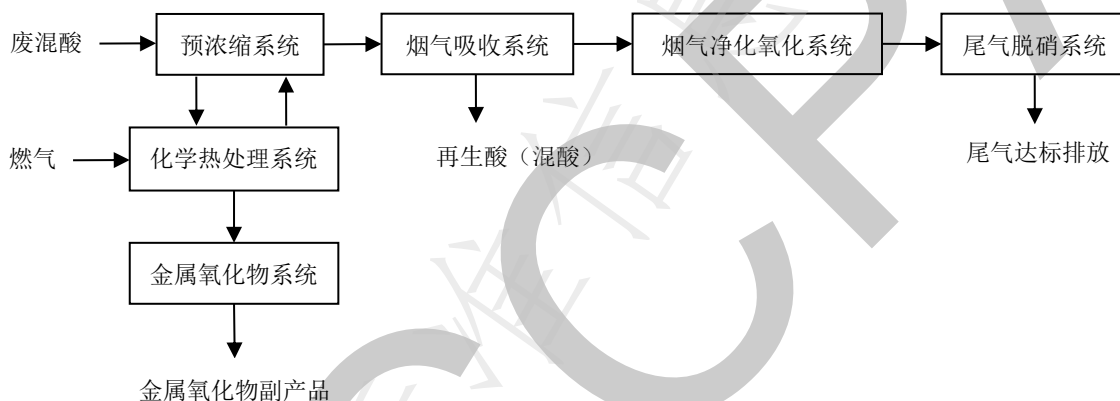 废混酸
预浓缩系统
烟气吸收系统
烟气净化氧化系统
尾气脱硝系统
燃气
化学热处理系统
再生酸（混酸）
尾气达标排放
金属氧化物系统
金属氧化物副产品